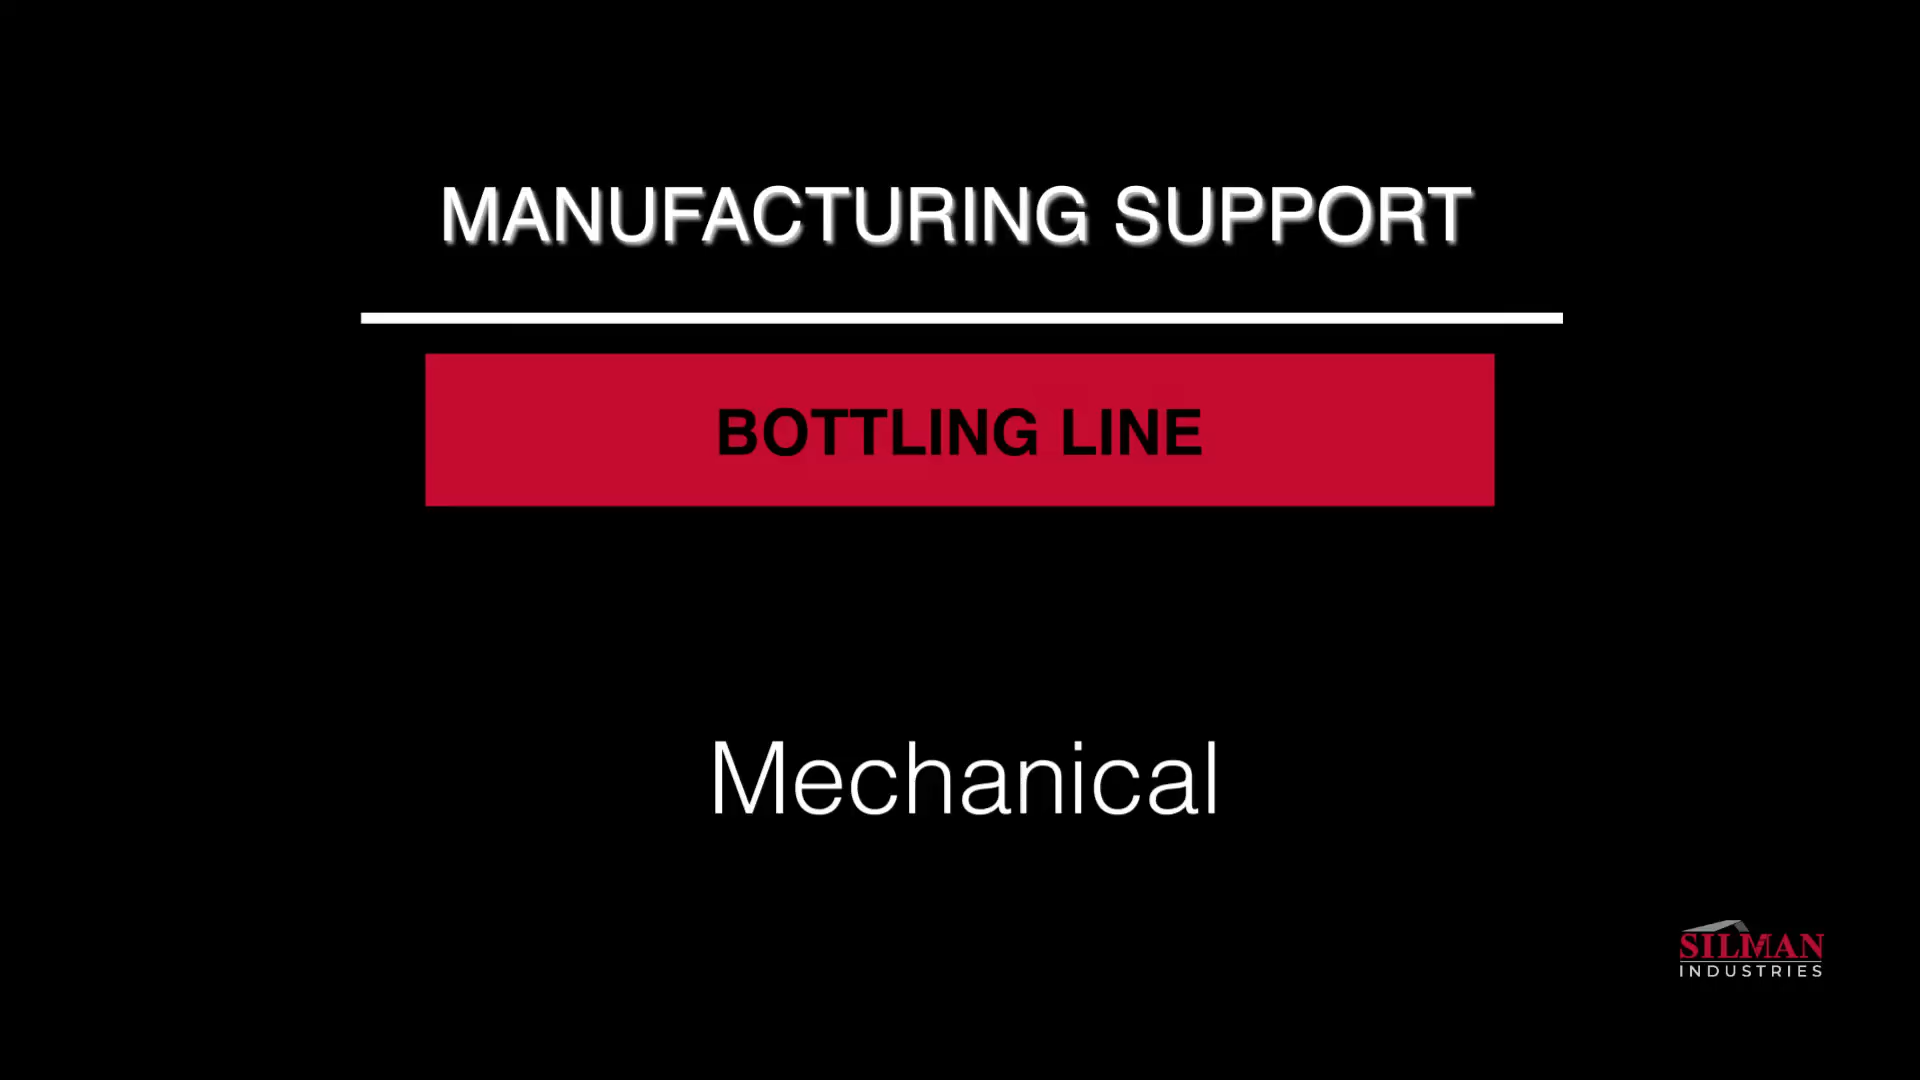 MANUFACTURING SUPPORT
BOTTLING LINE
Mechanical
SILMAN
INDUSTRIES